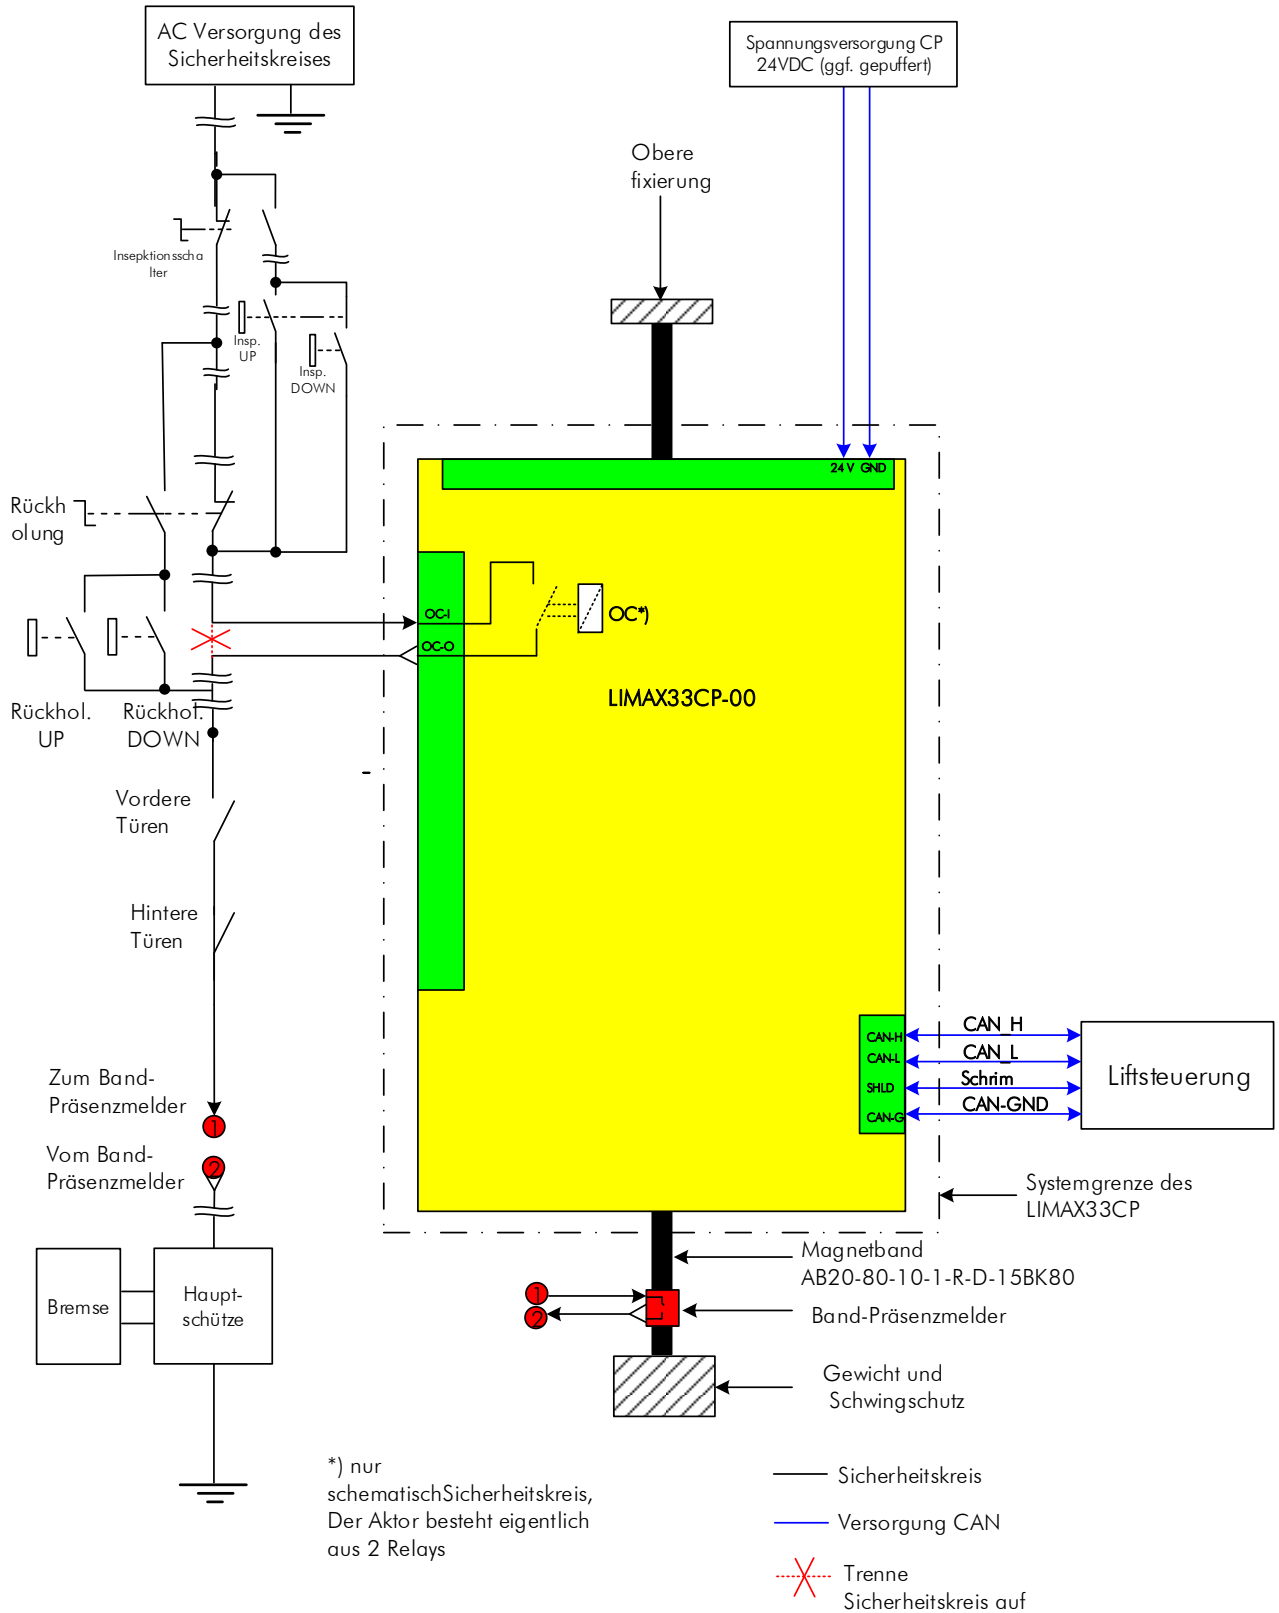 AC Versorgung des
Sicherheitskreises
Spannungsversorgung CP
24VDC (ggf. gepuffert)
Obere
fixierung
Insepktionsscha
lter
Insp.
UP
Insp.
DOWN
24 V GND
Rückh
olung
OC-I
OC*)
OC-O
LIMAX33CP-00
Rückhol.
UP
Rückhol.
DOWN
Vordere
Türen
Hintere
Türen
CAN-H
CAN-L
SHLD
CAN-G
CAN_H
CAN_L
Schrim
CAN-GND
Liftsteuerung
Zum Band-
Präsenzmelder
1
Vom Band-
Präsenzmelder
2
Systemgrenze des
LIMAX33CP
Magnetband
AB20-80-10-1-R-D-15BK80
Bremse
Haupt-
schütze
1
2
Band-Präsenzmelder
Gewicht und
Schwingschutz
*) nur
schematischSicherheitskreis,
Der Aktor besteht eigentlich
aus 2 Relays
Sicherheitskreis
Versorgung CAN
Trenne
Sicherheitskreis auf